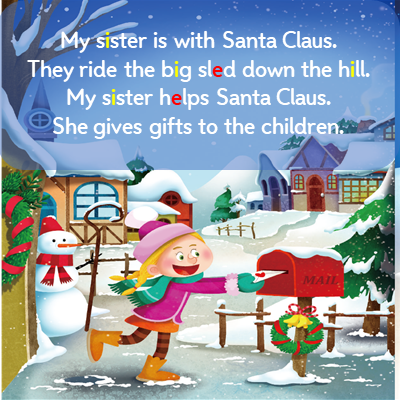 My sister is with Santa Claus.
They ride the big sled down the hill.
My sister helps Santa Claus.
She gives gifts to the children.
MAIL